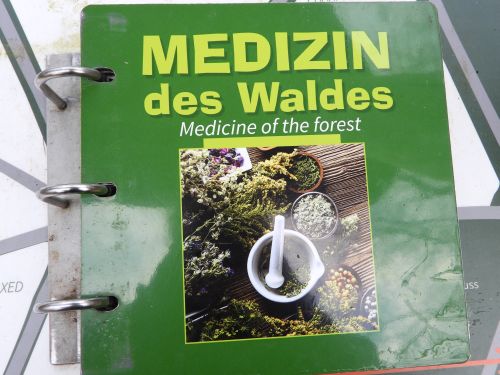 MEDIZIN
des Waldes
Medicine of the forest